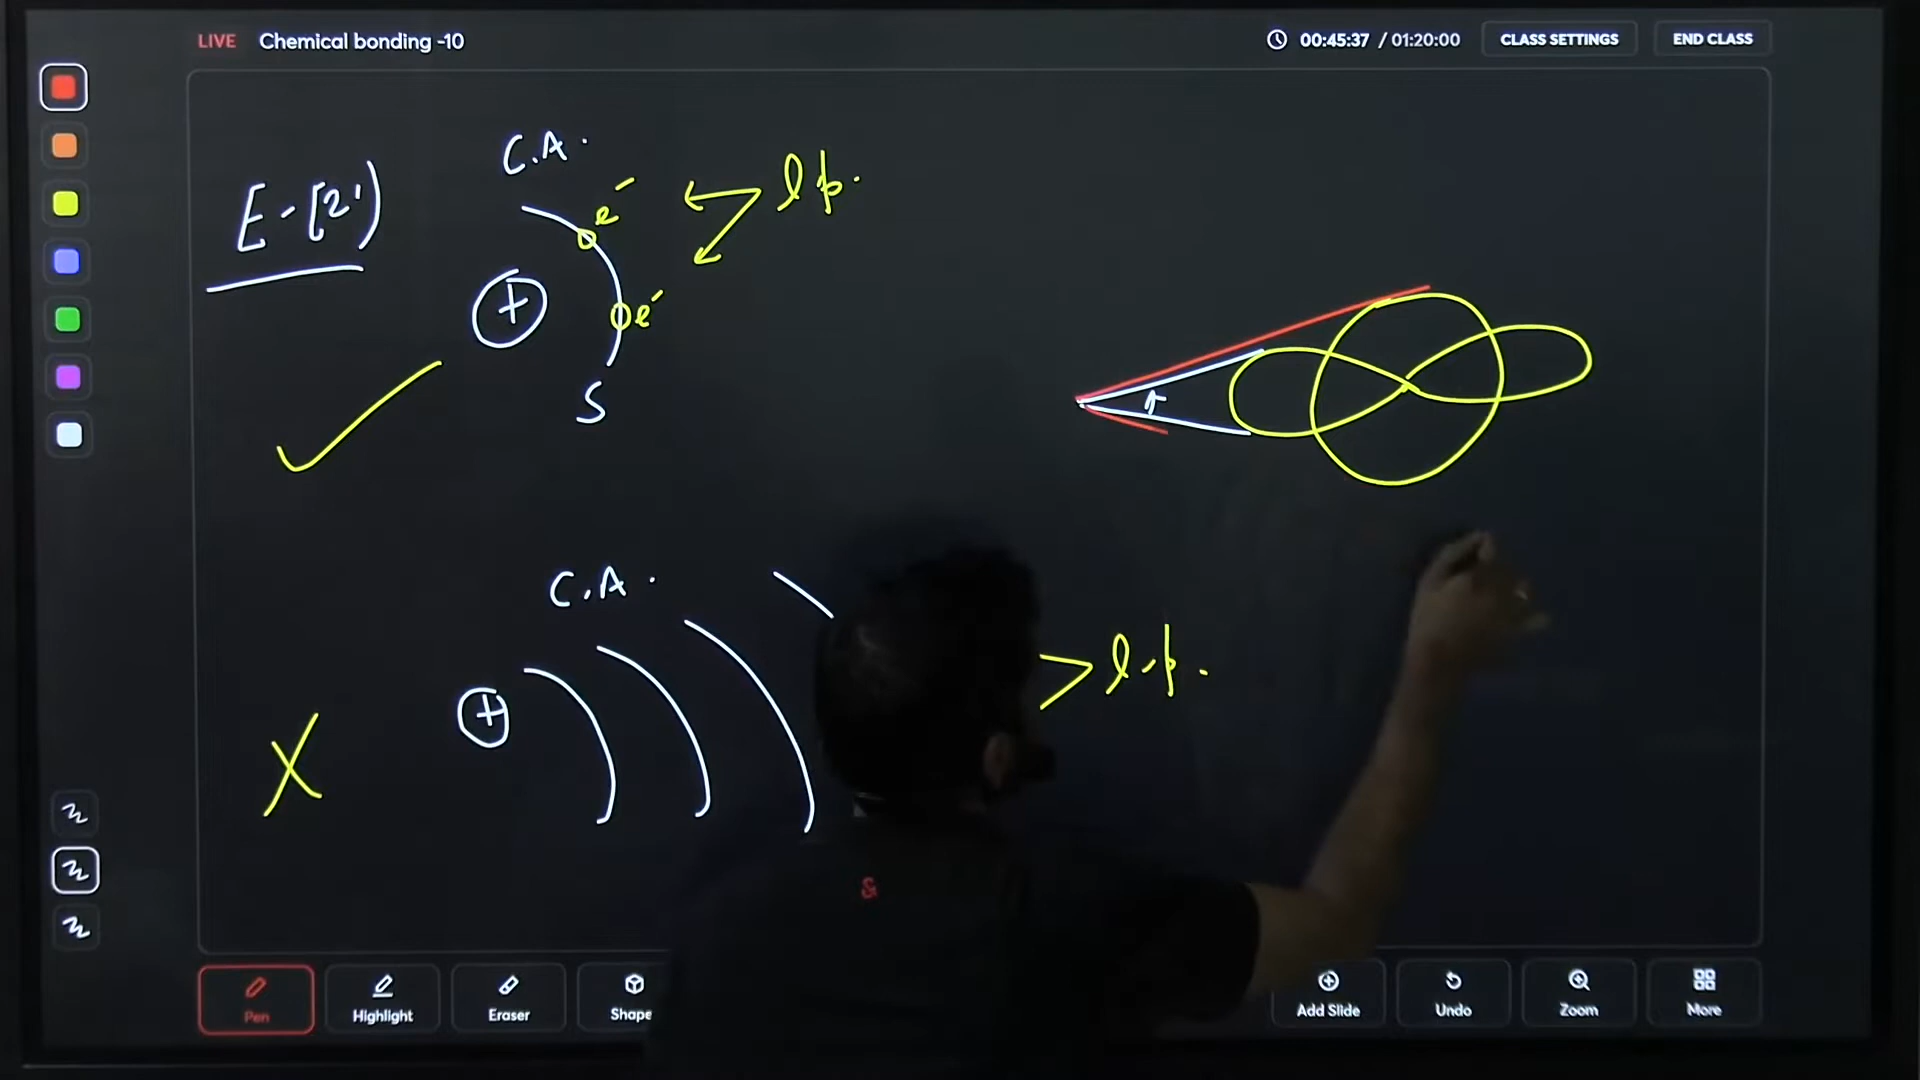 LIVE Chemical bonding -10
00:45:37 / 01:20:00 CLASS SETTINGS END CLASS
C.A.
E-[2']
e-
l.p.
+
e-
S
C.A.
+
l.p.
X
&
Pen Highlight Eraser Shape Add Slide Undo Zoom More